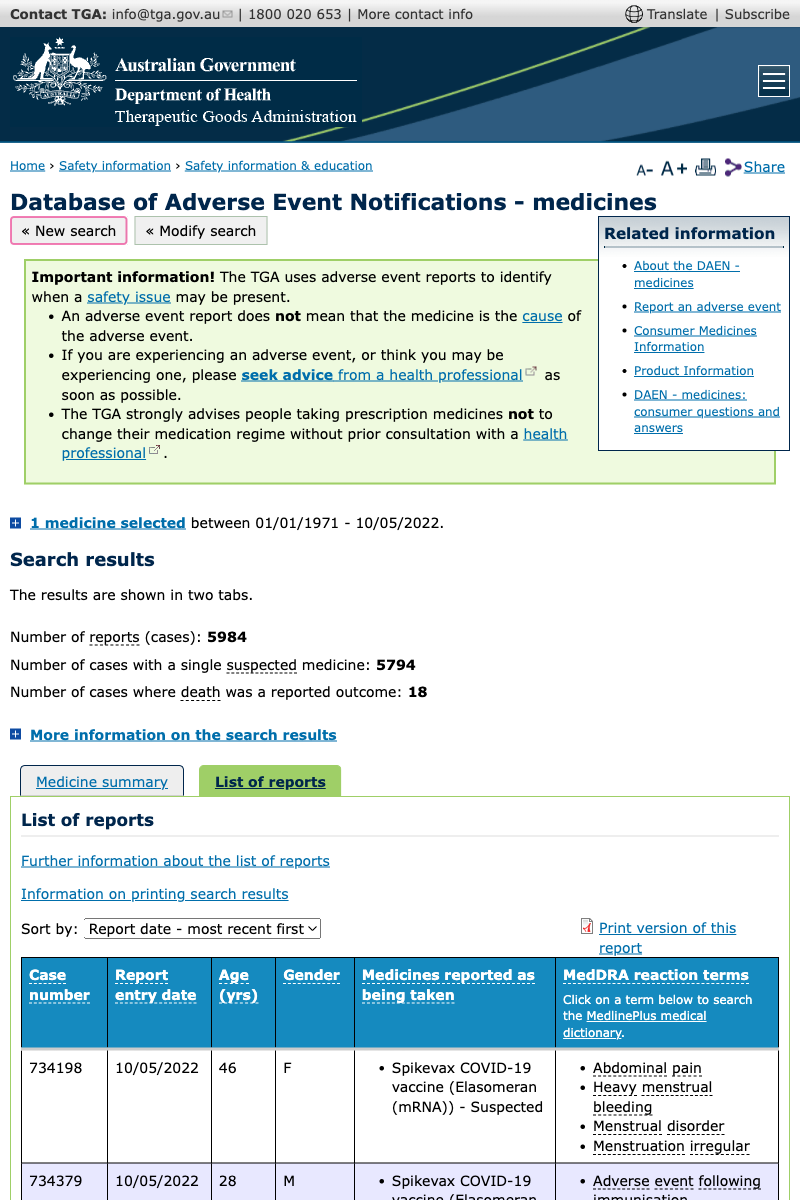 Contact TGA: info@tga.gov.au | 1800 020 653 | More contact info
Translate | Subscribe
Australian Government
Department of Health
Therapeutic Goods Administration
Home › Safety information › Safety information & education
A- A+ Share
Database of Adverse Event Notifications - medicines
« New search
« Modify search
Important information! The TGA uses adverse event reports to identify
when a safety issue may be present.
• An adverse event report does not mean that the medicine is the cause of
the adverse event.
• If you are experiencing an adverse event, or think you may be
experiencing one, please seek advice from a health professional as
soon as possible.
• The TGA strongly advises people taking prescription medicines not to
change their medication regime without prior consultation with a health
professional.
Related information
• About the DAEN -
medicines
• Report an adverse event
• Consumer Medicines
Information
• Product Information
• DAEN - medicines:
consumer questions and
answers
1 medicine selected between 01/01/1971 - 10/05/2022.
Search results
The results are shown in two tabs.
Number of reports (cases): 5984
Number of cases with a single suspected medicine: 5794
Number of cases where death was a reported outcome: 18
More information on the search results
Medicine summary
List of reports
List of reports
Further information about the list of reports
Information on printing search results
Sort by: Report date - most recent first
Print version of this
report
Case
number
Report
entry date
Age
(yrs)
Gender
Medicines reported as
being taken
MedDRA reaction terms
Click on a term below to search
the MedlinePlus medical
dictionary.
734198
10/05/2022
46
F
• Spikevax COVID-19
vaccine (Elasomeran
(mRNA)) - Suspected
• Abdominal pain
• Heavy menstrual
bleeding
• Menstrual disorder
• Menstruation irregular
734379
10/05/2022
28
M
• Spikevax COVID-19
vaccine (Elasomeran
• Adverse event following
immunisation